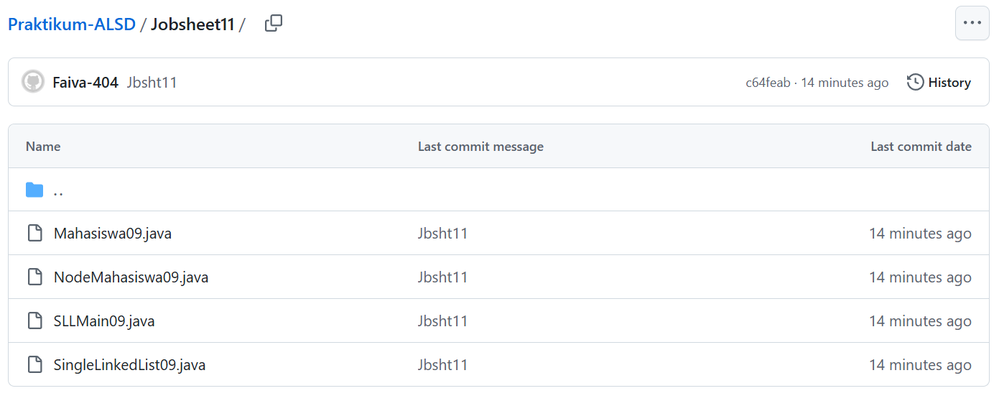 Praktikum-ALSD / Jobsheet11 /
Faiva-404 Jbsht11 c64feab · 14 minutes ago History
Name Last commit message Last commit date
..
Mahasiswa09.java Jbsht11 14 minutes ago
NodeMahasiswa09.java Jbsht11 14 minutes ago
SLLMain09.java Jbsht11 14 minutes ago
SingleLinkedList09.java Jbsht11 14 minutes ago